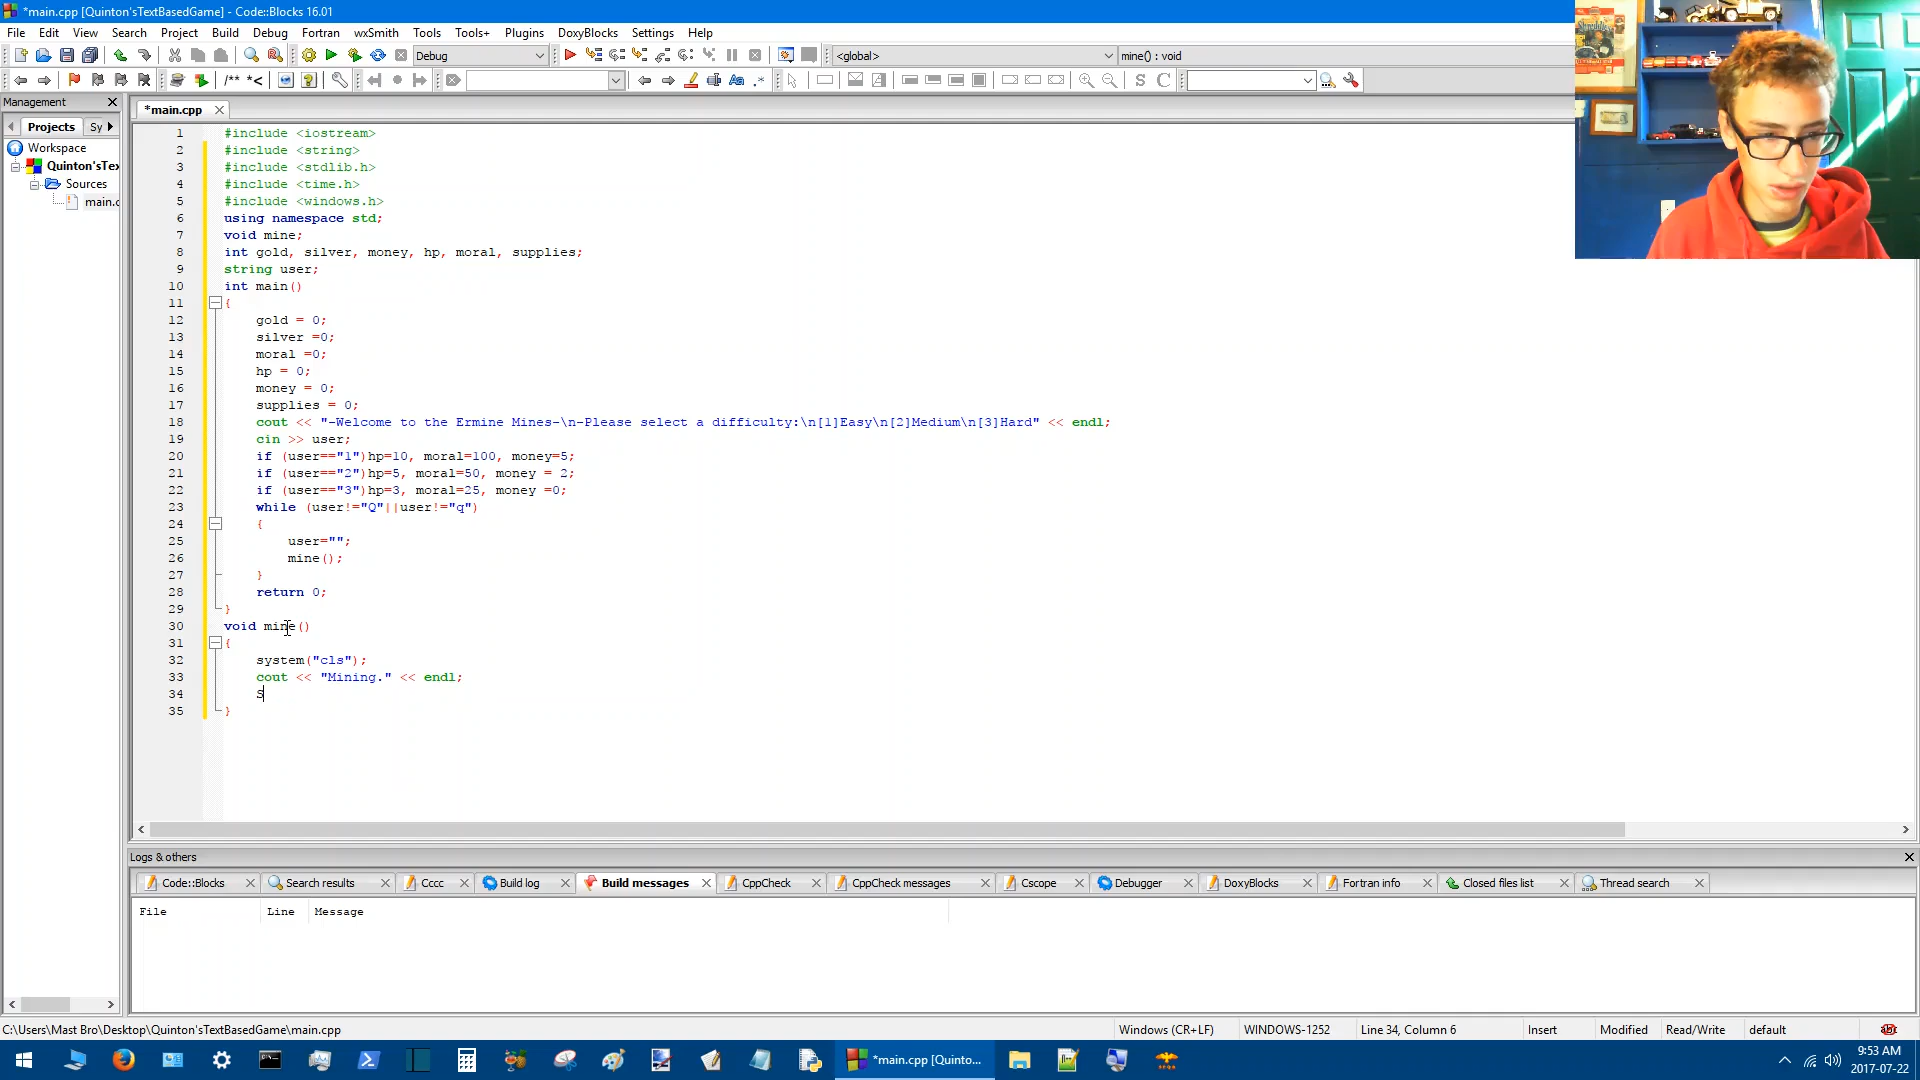 *main.cpp [Quinton'sTextBasedGame] - Code::Blocks 16.01
File Edit View Search Project Build Debug Fortran wxSmith Tools Tools+ Plugins DoxyBlocks Settings Help
Debug <global> mine() : void
/** *<
Management
*main.cpp
Projects Sy
Workspace
Quinton'sTex
Sources
main.c
1 #include <iostream>
2 #include <string>
3 #include <stdlib.h>
4 #include <time.h>
5 #include <windows.h>
6 using namespace std;
7 void mine;
8 int gold, silver, money, hp, moral, supplies;
9 string user;
10 int main()
11 {
12 gold = 0;
13 silver =0;
14 moral =0;
15 hp = 0;
16 money = 0;
17 supplies = 0;
18 cout << "-Welcome to the Ermine Mines-\n-Please select a difficulty:\n[1]Easy\n[2]Medium\n[3]Hard" << endl;
19 cin >> user;
20 if (user=="1")hp=10, moral=100, money=5;
21 if (user=="2")hp=5, moral=50, money = 2;
22 if (user=="3")hp=3, moral=25, money =0;
23 while (user!="Q"||user!="q")
24 {
25 user="";
26 mine();
27 }
28 return 0;
29 }
30 void mine()
31 {
32 system("cls");
33 cout << "Mining." << endl;
34 S
35 }
Logs & others
Code::Blocks Search results Cccc Build log Build messages CppCheck CppCheck messages Cscope Debugger DoxyBlocks Fortran info Closed files list Thread search
File Line Message
C:\Users\Mast Bro\Desktop\Quinton'sTextBasedGame\main.cpp Windows (CR+LF) WINDOWS-1252 Line 34, Column 6 Insert Modified Read/Write default
*main.cpp [Quinto...
9:53 AM
2017-07-22